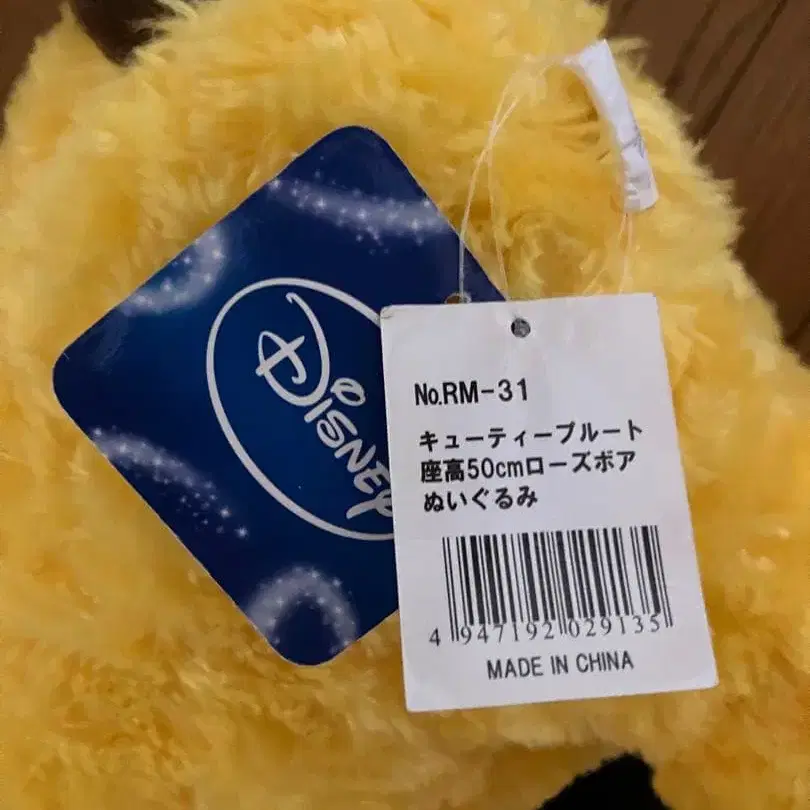 Disney
No.RM-31
キューティープルート
座高50cmローズボア
ぬいぐるみ
4 947192 029135
MADE IN CHINA